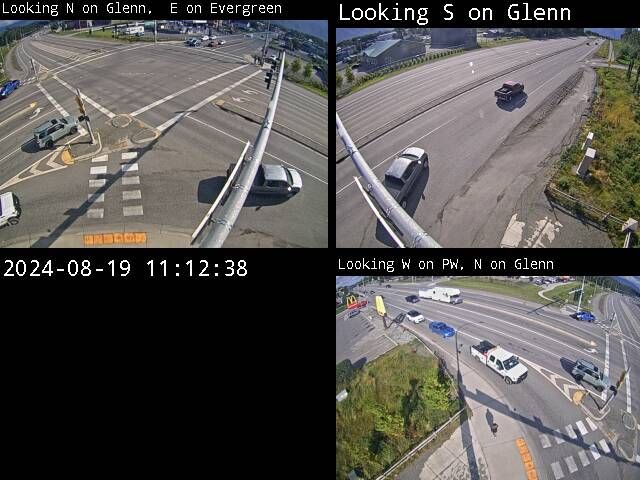 Looking N on Glenn,  E on Evergreen
Looking S on Glenn
2024-08-19 11:12:38
Looking W on PW, N on Glenn